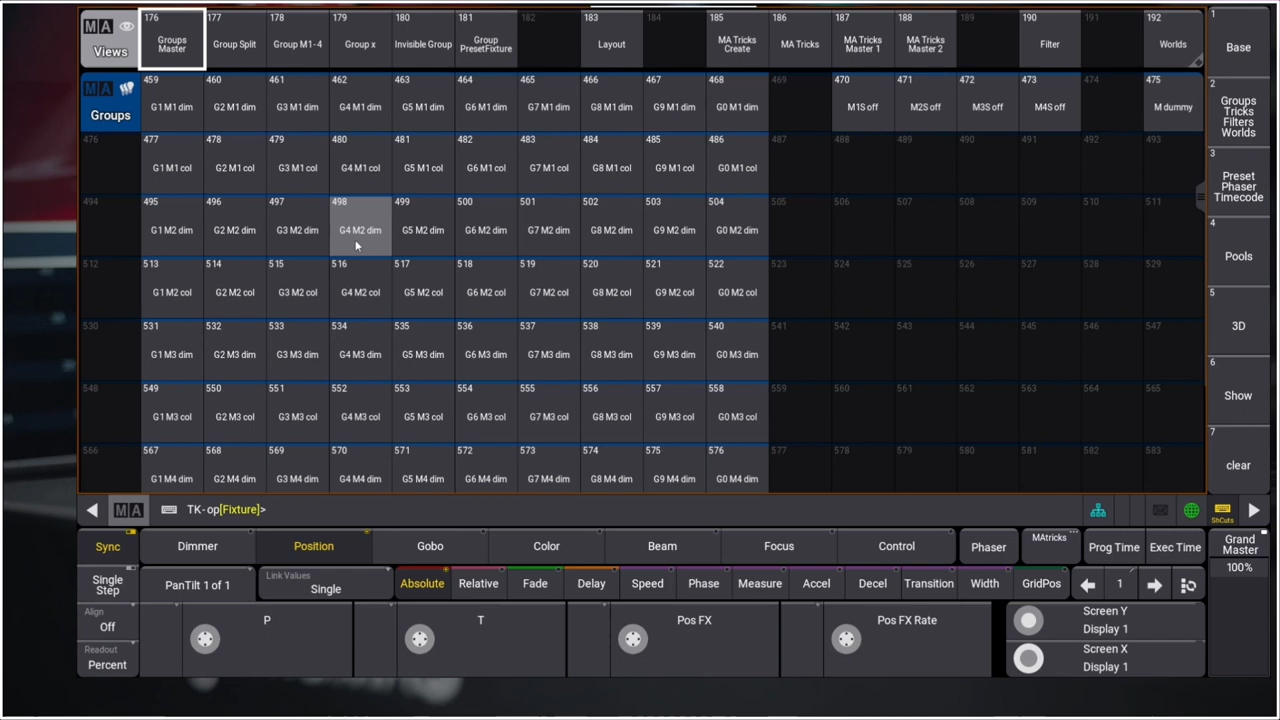 MA
Views
176
Groups
Master
177
Group Split
178
Group M1-4
179
Group x
180
Invisible Group
181
Group
PresetFixture
182
183
Layout
184
185
MA Tricks
Create
186
MA Tricks
187
MA Tricks
Master 1
188
MA Tricks
Master 2
189
190
Filter
191
192
Worlds
1
Base
MA
Groups
459
G1 M1 dim
460
G2 M1 dim
461
G3 M1 dim
462
G4 M1 dim
463
G5 M1 dim
464
G6 M1 dim
465
G7 M1 dim
466
G8 M1 dim
467
G9 M1 dim
468
G0 M1 dim
469
470
M1S off
471
M2S off
472
M3S off
473
M4S off
474
475
M dummy
2
Groups
Tricks
Filters
Worlds
476
477
G1 M1 col
478
G2 M1 col
479
G3 M1 col
480
G4 M1 col
481
G5 M1 col
482
G6 M1 col
483
G7 M1 col
484
G8 M1 col
485
G9 M1 col
486
G0 M1 col
487
488
489
490
491
492
493
3
Preset
Phaser
Timecode
494
495
G1 M2 dim
496
G2 M2 dim
497
G3 M2 dim
498
G4 M2 dim
499
G5 M2 dim
500
G6 M2 dim
501
G7 M2 dim
502
G8 M2 dim
503
G9 M2 dim
504
G0 M2 dim
505
506
507
508
509
510
511
4
Pools
512
513
G1 M2 col
514
G2 M2 col
515
G3 M2 col
516
G4 M2 col
517
G5 M2 col
518
G6 M2 col
519
G7 M2 col
520
G8 M2 col
521
G9 M2 col
522
G0 M2 col
523
524
525
526
527
528
529
5
3D
530
531
G1 M3 dim
532
G2 M3 dim
533
G3 M3 dim
534
G4 M3 dim
535
G5 M3 dim
536
G6 M3 dim
537
G7 M3 dim
538
G8 M3 dim
539
G9 M3 dim
540
G0 M3 dim
541
542
543
544
545
546
547
6
Show
548
549
G1 M3 col
550
G2 M3 col
551
G3 M3 col
552
G4 M3 col
553
G5 M3 col
554
G6 M3 col
555
G7 M3 col
556
G8 M3 col
557
G9 M3 col
558
G0 M3 col
559
560
561
562
563
564
565
7
clear
566
567
G1 M4 dim
568
G2 M4 dim
569
G3 M4 dim
570
G4 M4 dim
571
G5 M4 dim
572
G6 M4 dim
573
G7 M4 dim
574
G8 M4 dim
575
G9 M4 dim
576
G0 M4 dim
577
578
579
580
581
582
583
MA
TK-op[Fixture]>
ShCuts
Sync
Dimmer
Position
Gobo
Color
Beam
Focus
Control
Phaser
MAtricks
Prog Time
Exec Time
Grand
Master
100%
Single
Step
PanTilt 1 of 1
Link Values
Single
Absolute
Relative
Fade
Delay
Speed
Phase
Measure
Accel
Decel
Transition
Width
GridPos
1
Align
Off
P
T
Pos FX
Pos FX Rate
Screen Y
Display 1
Readout
Percent
Screen X
Display 1